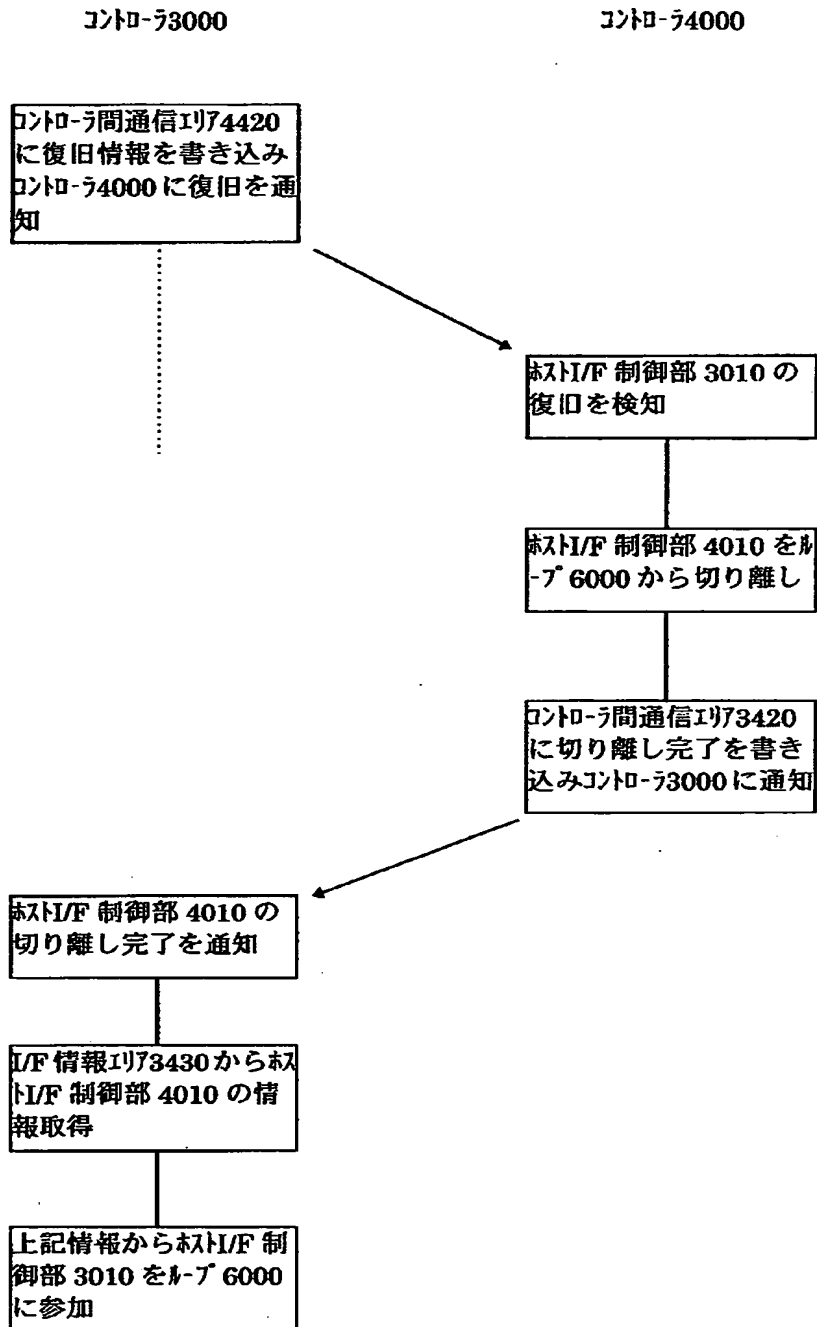 ｺﾝﾄﾛｰﾗ3000
ｺﾝﾄﾛｰﾗ4000
ｺﾝﾄﾛｰﾗ間通信ｴﾘｱ4420
に復旧情報を書き込み
ｺﾝﾄﾛｰﾗ4000 に復旧を通
知
ﾎｽﾄI/F 制御部 3010 の
復旧を検知
ﾎｽﾄI/F 制御部 4010 をﾙ
ｰﾌﾟ 6000 から切り離し
ｺﾝﾄﾛｰﾗ間通信ｴﾘｱ3420
に切り離し完了を書き
込みｺﾝﾄﾛｰﾗ3000 に通知
ﾎｽﾄI/F 制御部 4010 の
切り離し完了を通知
I/F 情報ｴﾘｱ3430 からﾎｽ
ﾄI/F 制御部 4010 の情
報取得
上記情報からﾎｽﾄI/F 制
御部 3010 をﾙｰﾌﾟ 6000
に参加